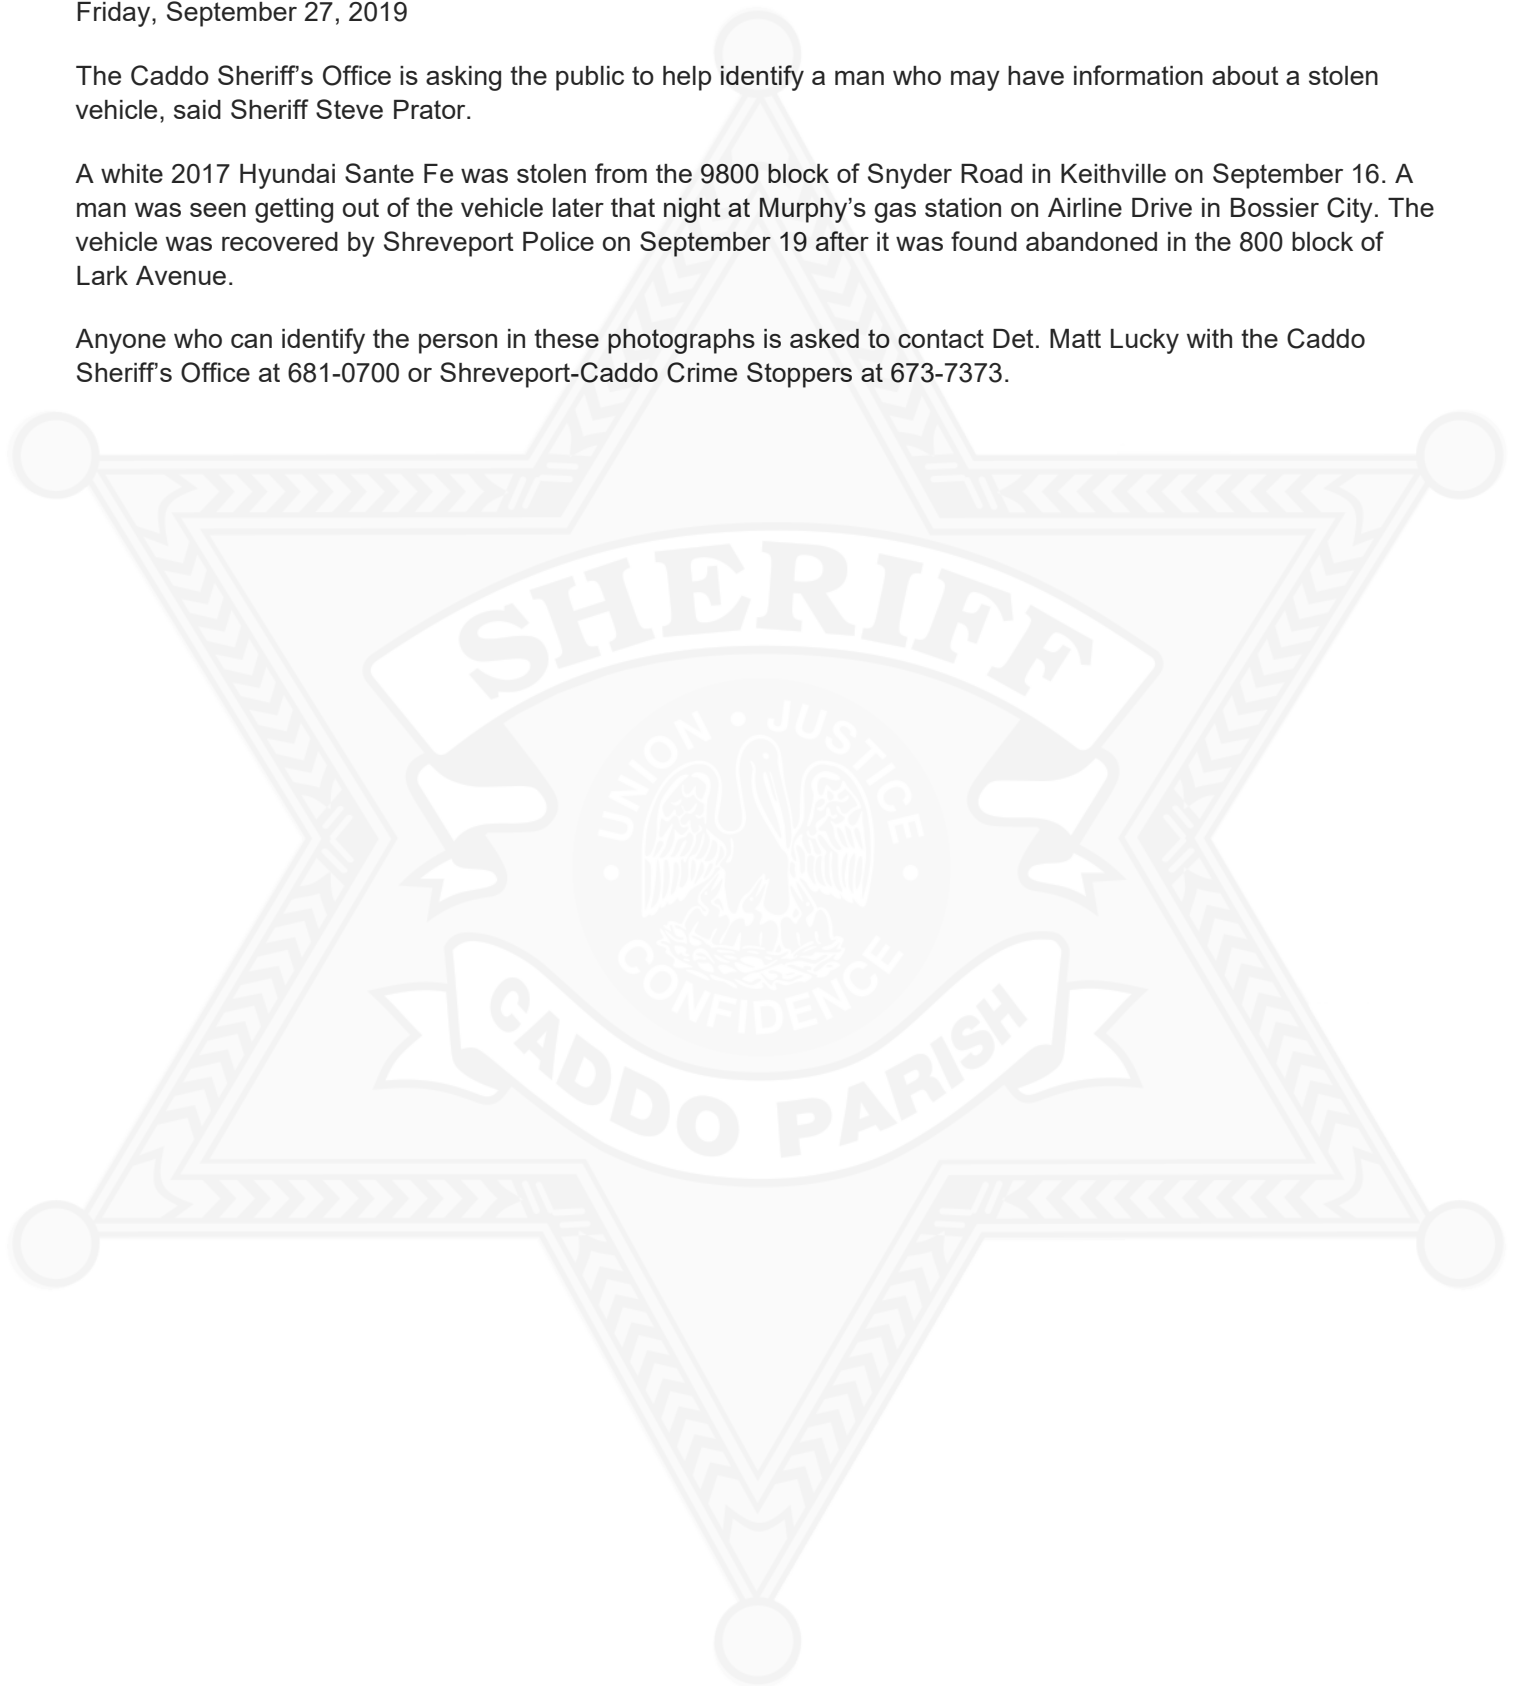 Friday, September 27, 2019
The Caddo Sheriff’s Office is asking the public to help identify a man who may have information about a stolen
vehicle, said Sheriff Steve Prator.
A white 2017 Hyundai Sante Fe was stolen from the 9800 block of Snyder Road in Keithville on September 16. A
man was seen getting out of the vehicle later that night at Murphy’s gas station on Airline Drive in Bossier City. The
vehicle was recovered by Shreveport Police on September 19 after it was found abandoned in the 800 block of
Lark Avenue.
Anyone who can identify the person in these photographs is asked to contact Det. Matt Lucky with the Caddo
Sheriff’s Office at 681-0700 or Shreveport-Caddo Crime Stoppers at 673-7373.
SHERIFF
UNION • JUSTICE
• CONFIDENCE •
CADDO PARISH